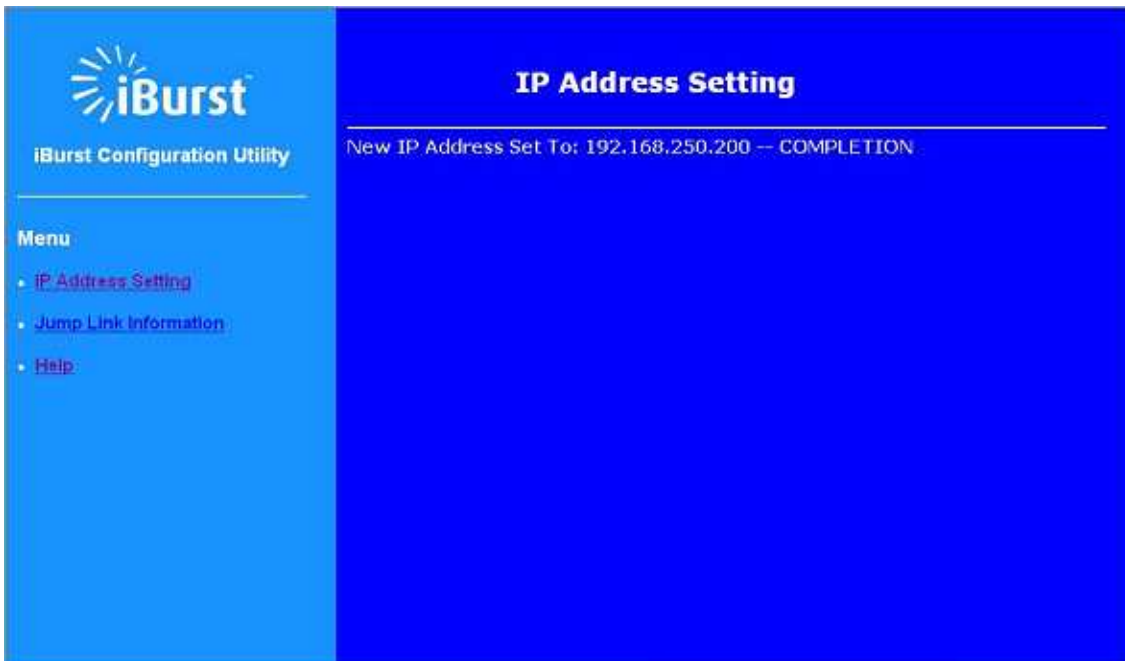 iBurst
iBurst Configuration Utility
Menu
IP Address Setting
Jump Link Information
Help
IP Address Setting
New IP Address Set To: 192.168.250.200 -- COMPLETION